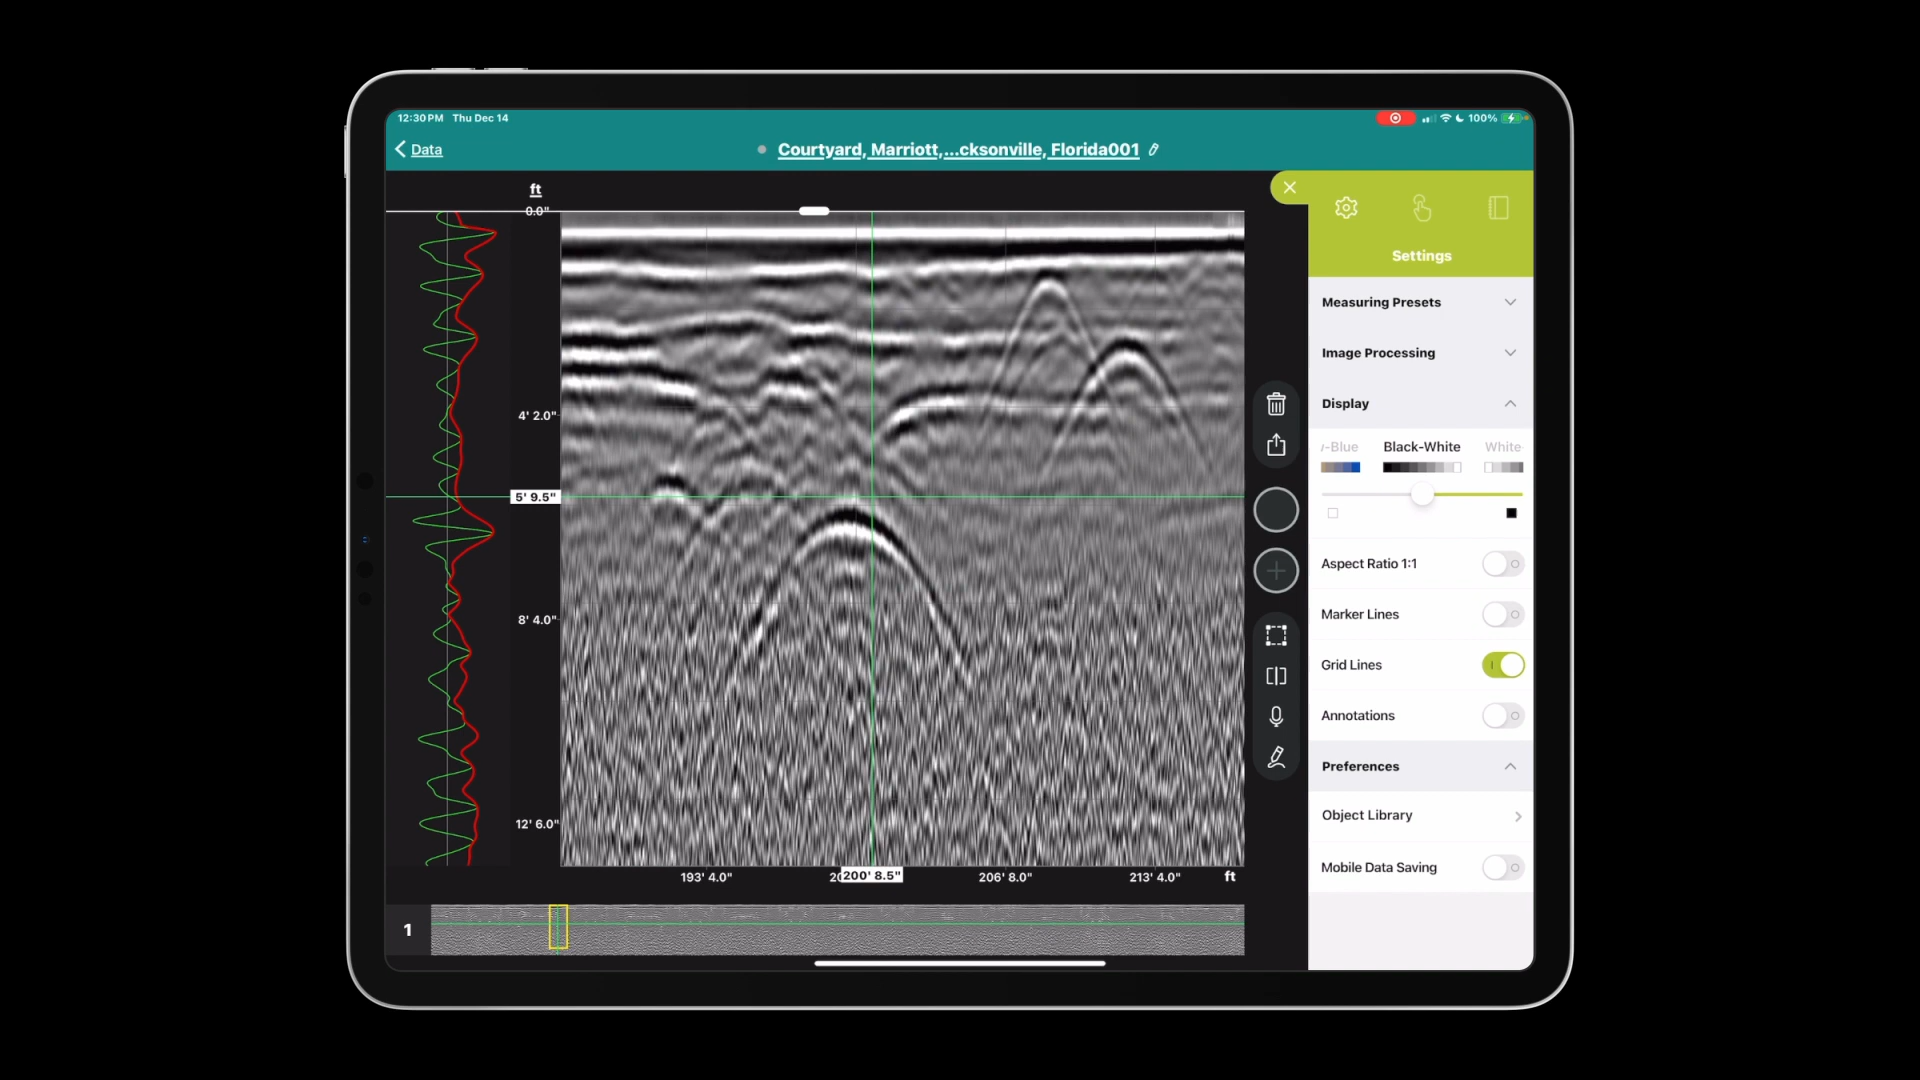 12:30 PM Thu Dec 14
100%
Data
Courtyard, Marriott,...cksonville, Florida001
ft
0.0"
4' 2.0"
5' 9.5"
8' 4.0"
12' 6.0"
193' 4.0"
20
200' 8.5"
206' 8.0"
213' 4.0"
ft
1
Settings
Measuring Presets
Image Processing
Display
-Blue
Black-White
White
Aspect Ratio 1:1
Marker Lines
Grid Lines
Annotations
Preferences
Object Library
Mobile Data Saving